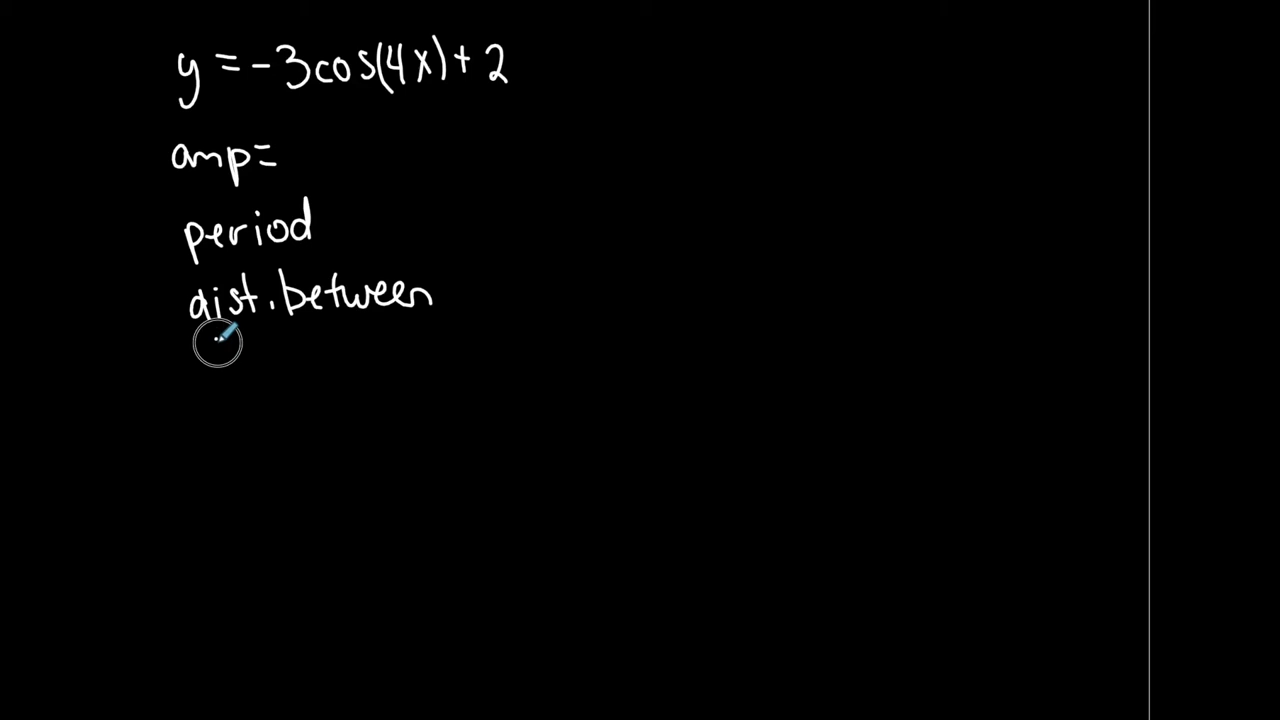 y = -3cos(4x)+2
amp=
period
dist. between